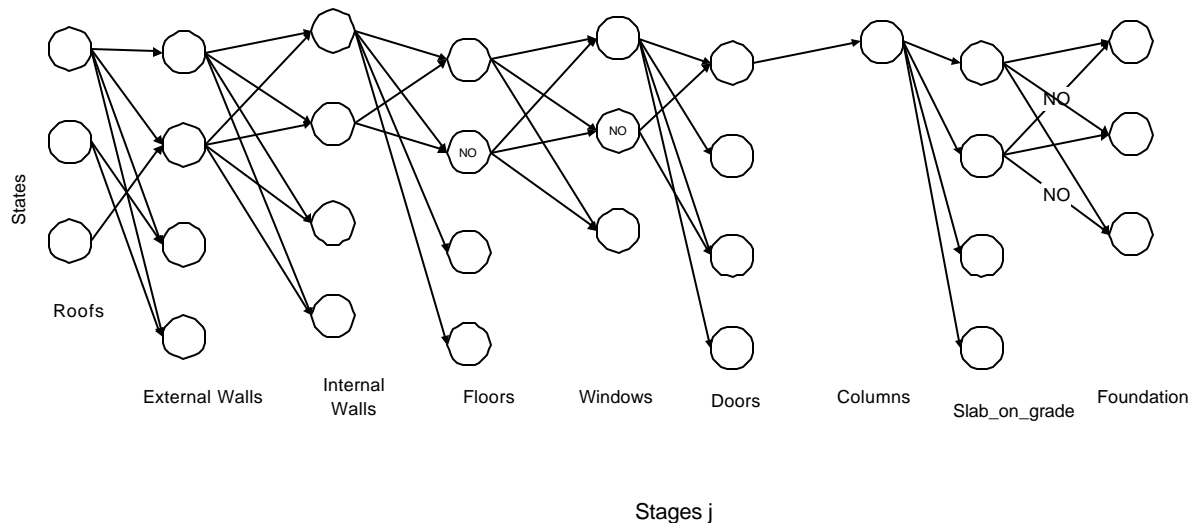 NO
NO
NO
NO
States
Roofs
External Walls
Internal
Walls
Floors
Windows
Doors
Columns
Slab_on_grade
Foundation
Stages j